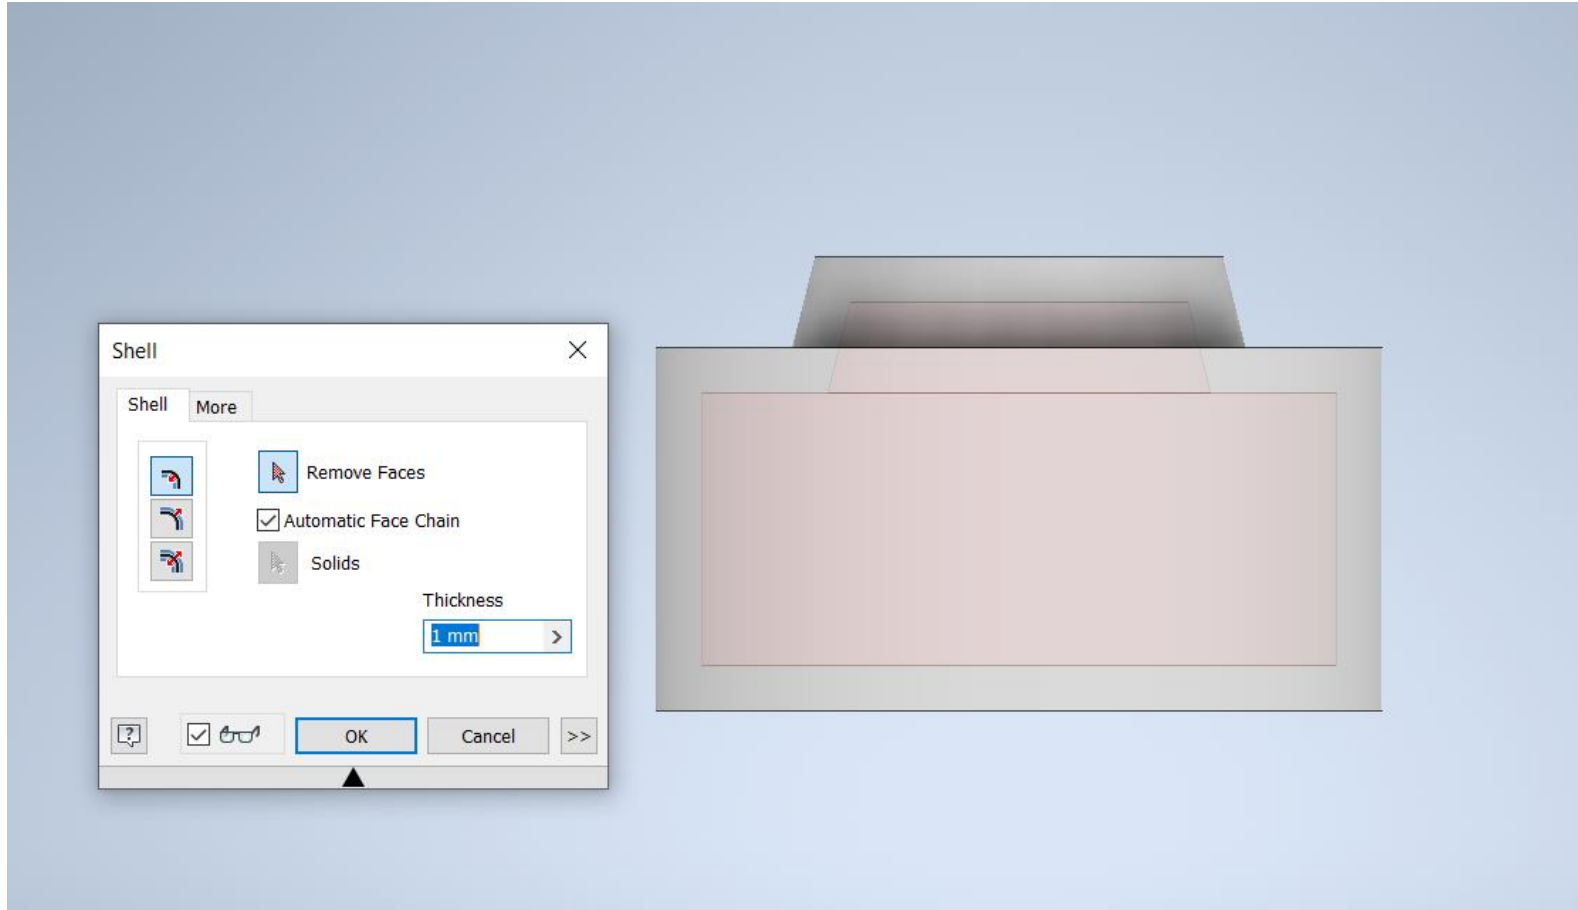 Shell
Shell
More
Remove Faces
Automatic Face Chain
Solids
Thickness
1 mm
OK
Cancel
>>